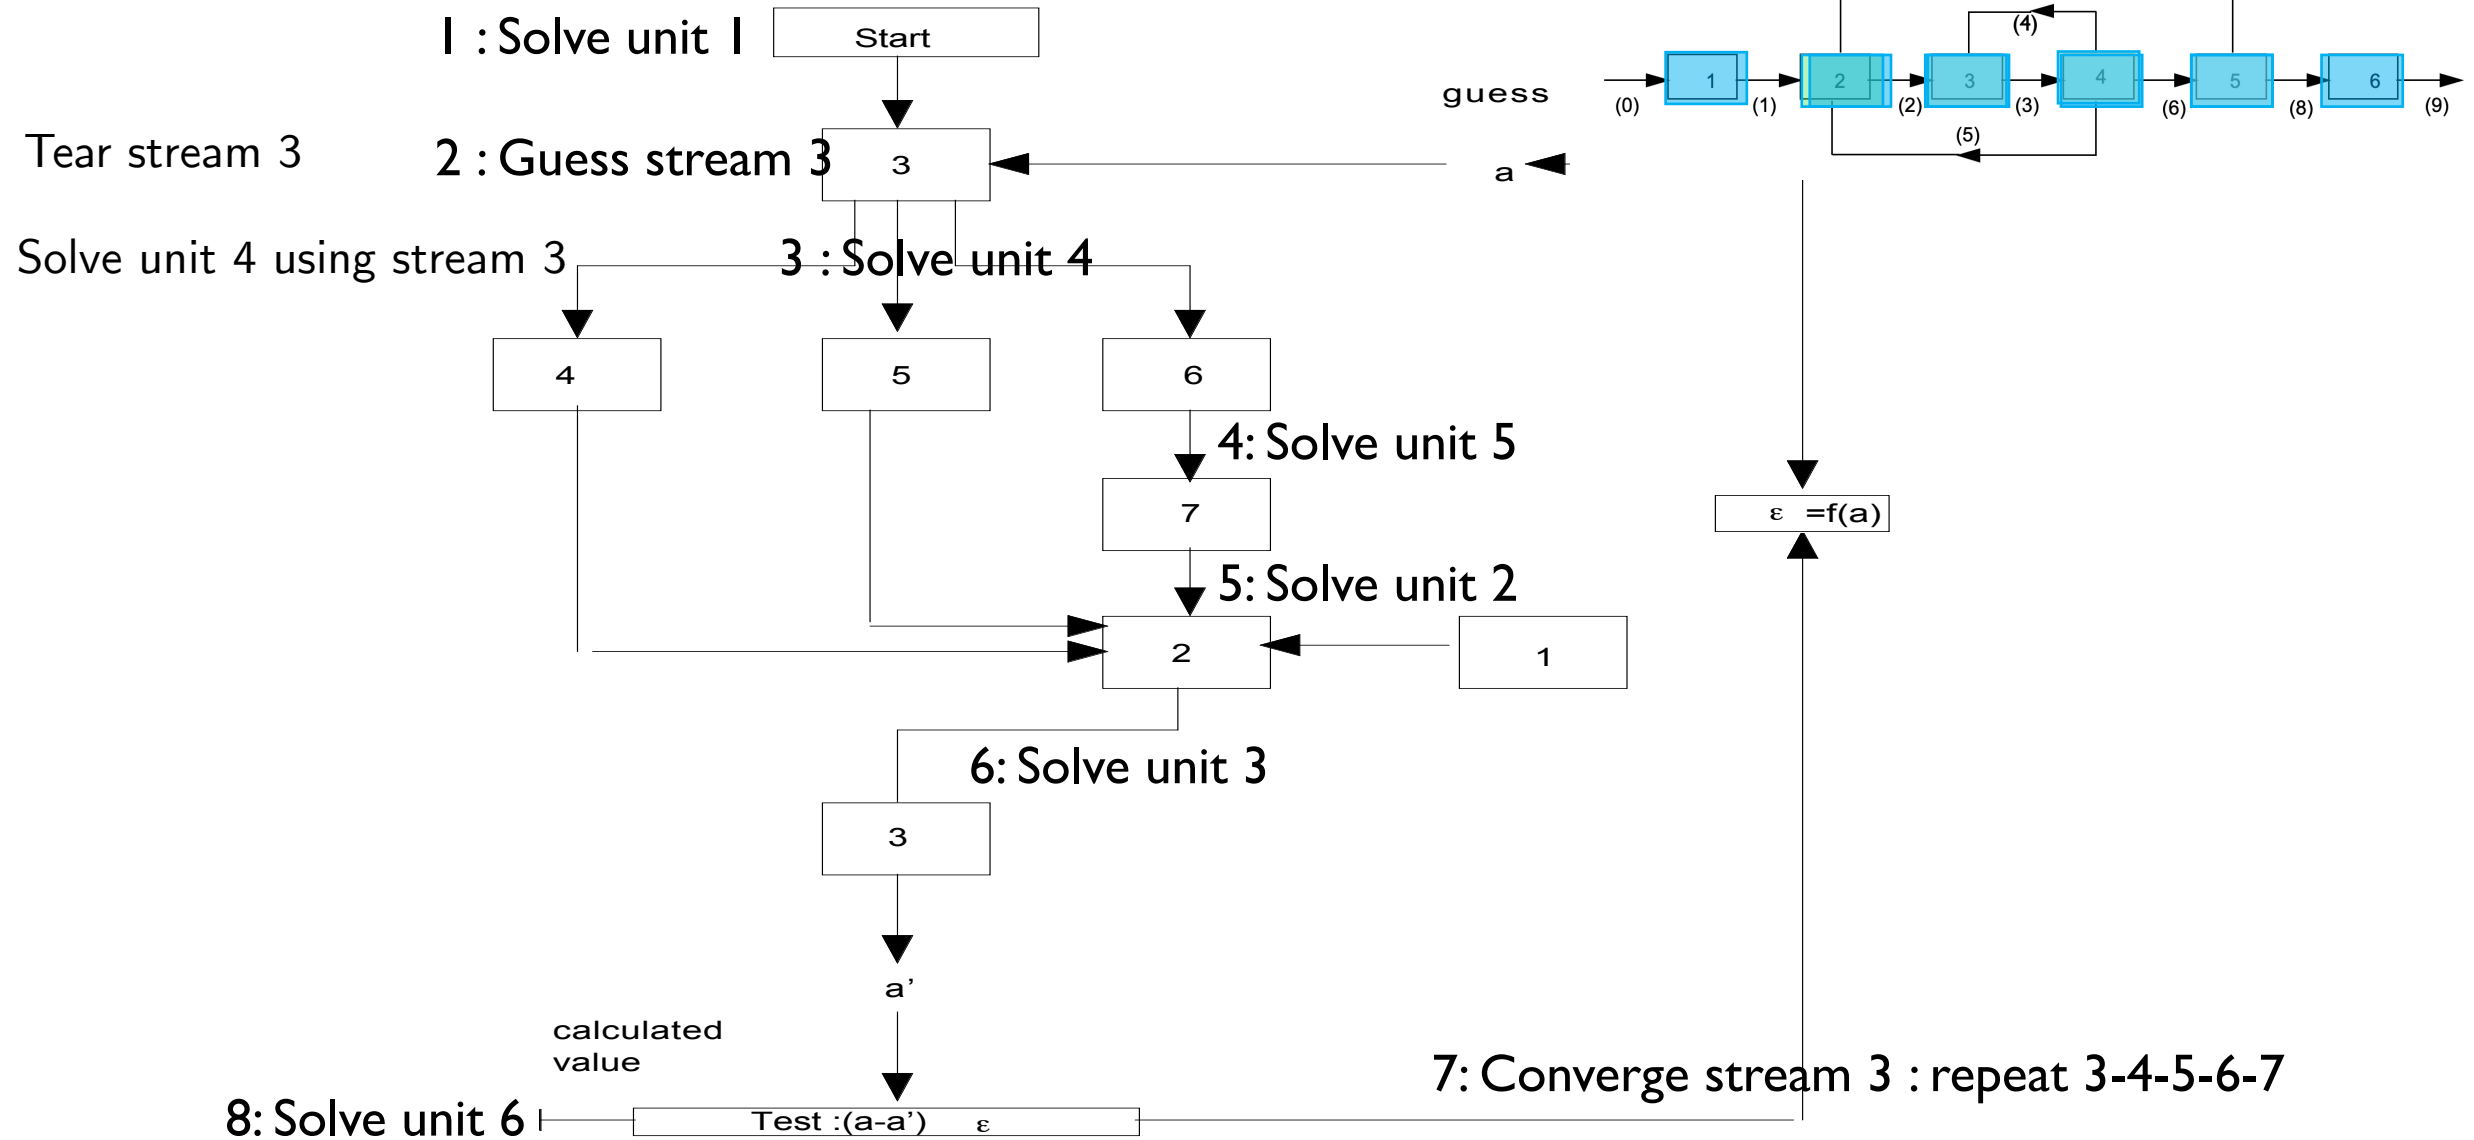 1 : Solve unit 1
Start
(4)
1
2
3
4
5
6
(0)
(1)
(2)
(3)
(6)
(8)
(9)
(5)
guess
a
Tear stream 3
2 : Guess stream 3
3
Solve unit 4 using stream 3
3 : Solve unit 4
4
5
6
4: Solve unit 5
7
ε =f(a)
5: Solve unit 2
2
1
6: Solve unit 3
3
a’
calculated
value
7: Converge stream 3 : repeat 3-4-5-6-7
8: Solve unit 6
Test :(a-a’) ε